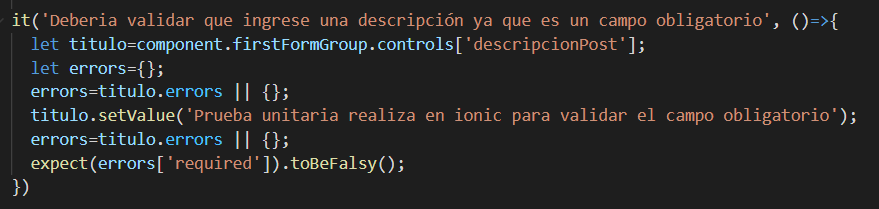 it('Deberia validar que ingrese una descripción ya que es un campo obligatorio', ()=>{
let titulo=component.firstFormGroup.controls['descripcionPost'];
let errors={};
errors=titulo.errors || {};
titulo.setValue('Prueba unitaria realiza en ionic para validar el campo obligatorio');
errors=titulo.errors || {};
expect(errors['required']).toBeFalsy();
})